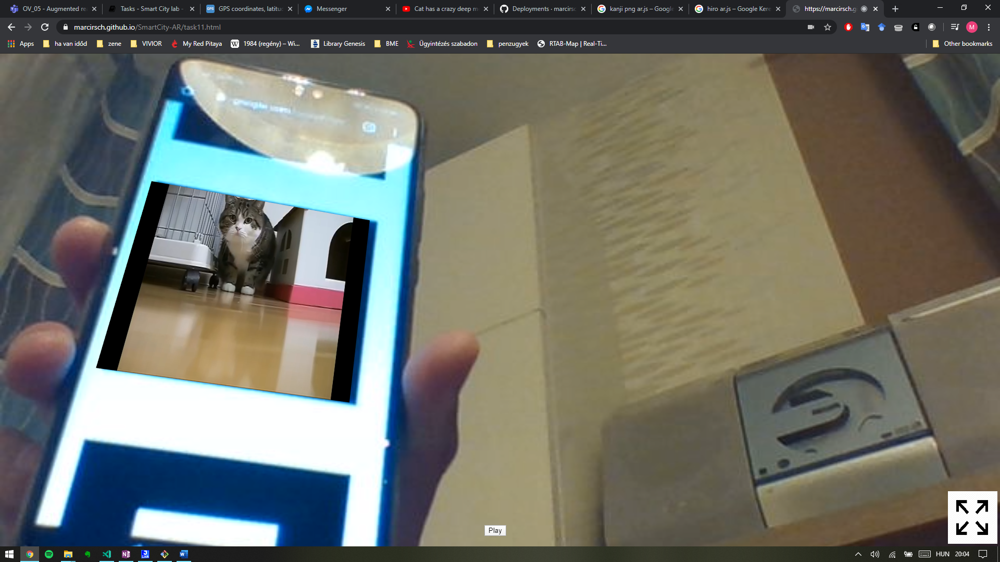 OV_05 - Augmented re
Tasks - Smart City lab -
GPS coordinates, latitud
Messenger
Cat has a crazy deep m
Deployments · marcirsc
kanji png ar.js – Google
hiro ar.js – Google Kere
https://marcirsch.g
marcirsch.github.io/SmartCity-AR/task11.html
M
Apps
ha van időd
zene
VIVIOR
My Red Pitaya
1984 (regény) – Wi...
Library Genesis
BME
Ügyintézés szabadon
penzugyek
RTAB-Map | Real-Ti...
Other bookmarks
Play
HUN
20:04